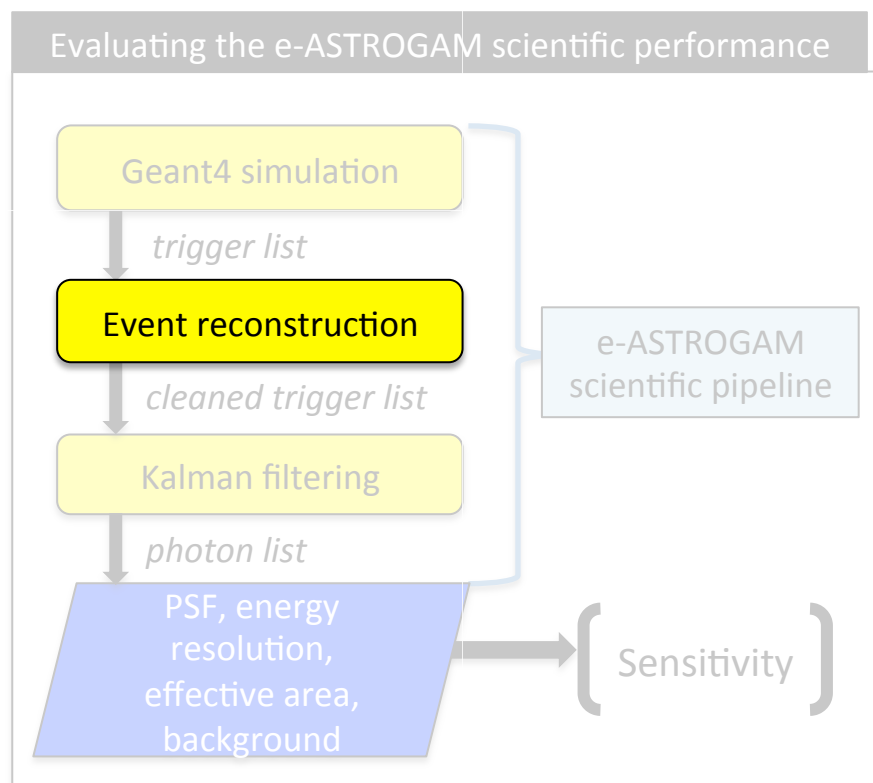 Evaluating the e-ASTROGAM scientific performance
Geant4 simulation
trigger list
Event reconstruction
cleaned trigger list
Kalman filtering
photon list
PSF, energy
resolution,
effective area,
background
e-ASTROGAM
scientific pipeline
Sensitivity